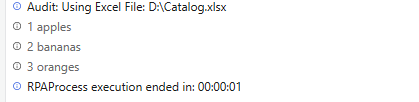 Audit: Using Excel File: D:\Catalog.xlsx
1 apples
2 bananas
3 oranges
RPAProcess execution ended in: 00:00:01